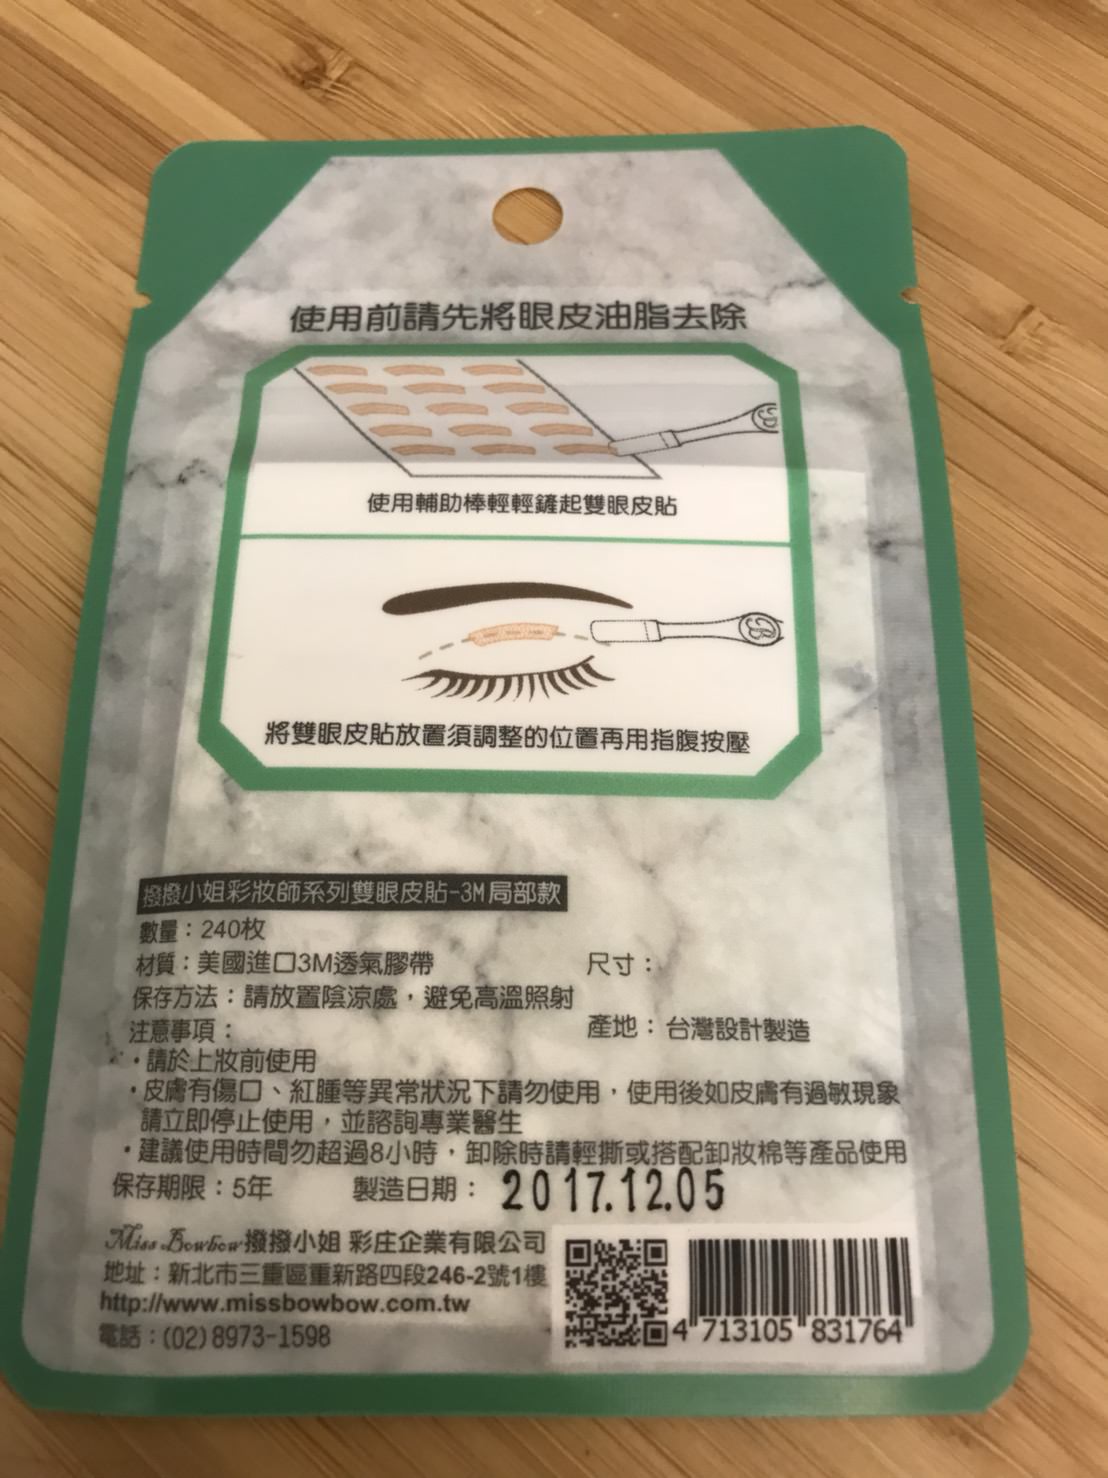 使用前請先將眼皮油脂去除
使用輔助棒輕輕鏟起雙眼皮貼
將雙眼皮貼放置須調整的位置再用指腹按壓
撥撥小姐彩妝師系列雙眼皮貼-3M局部款
數量：240枚
材質：美國進口3M透氣膠帶
尺寸：
保存方法：請放置陰涼處，避免高溫照射
注意事項：
產地：台灣設計製造
・請於上妝前使用
・皮膚有傷口、紅腫等異常狀況下請勿使用，使用後如皮膚有過敏現象
請立即停止使用，並諮詢專業醫生
・建議使用時間勿超過8小時，卸除時請輕撕或搭配卸妝棉等產品使用
保存期限：5年
製造日期：2017.12.05
Miss Bowbow撥撥小姐 彩庄企業有限公司
地址：新北市三重區重新路四段246-2號1樓
http://www.missbowbow.com.tw
電話：(02)8973-1598
4 713105 831764